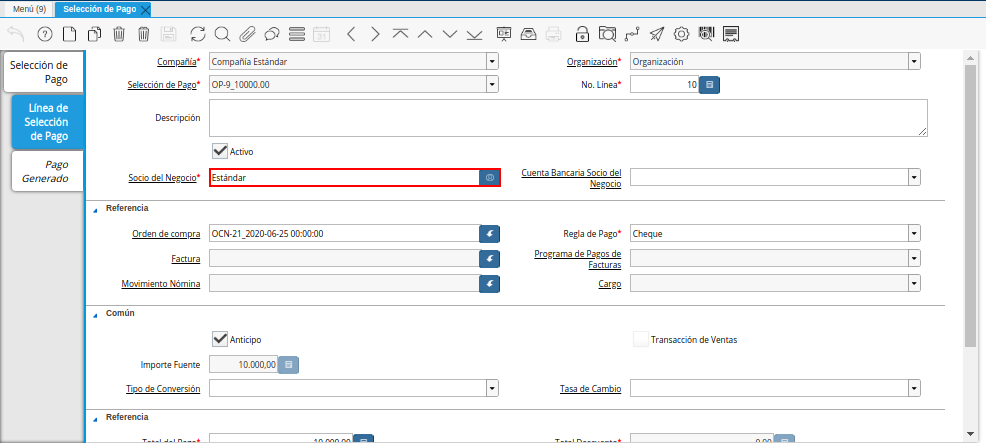 Menú (9) Selección de Pago
Selección de Pago
Línea de Selección de Pago
Pago Generado
Compañía* Compañía Estándar Organización* Organización
Selección de Pago* OP-9_10000.00 No. Línea* 10
Descripción
Activo
Socio del Negocio* Estándar Cuenta Bancaria Socio del Negocio
Referencia
Orden de compra OCN-21_2020-06-25 00:00:00 Regla de Pago* Cheque
Factura Programa de Pagos de Facturas
Movimiento Nómina Cargo
Común
Anticipo Transacción de Ventas
Importe Fuente 10.000,00
Tipo de Conversión Tasa de Cambio
Referencia
Total del Pago* 10.000,00 Total Descuento* 0,00